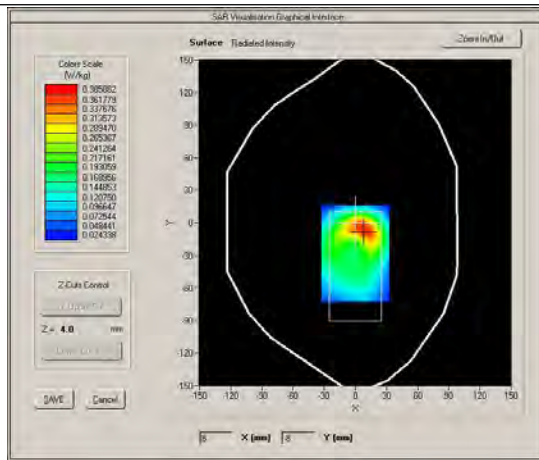 SAR Visualisation Graphical Interface
Surface Radiated Intensity
Zoom In/Out
Colors Scale
(W/kg)
0.385882
0.361779
0.337676
0.313573
0.289470
0.265367
0.241264
0.217161
0.193059
0.168956
0.144853
0.120750
0.096647
0.072544
0.048441
0.024338
150
120
90
60
30
0
-30
-60
-90
-120
-150
Y
-150 -120 -90 -60 -30 0 30 60 90 120 150
X
Z-Cuts Control
Z = 4.0 mm
SAVE Cancel
X (mm) -8 Y (mm)